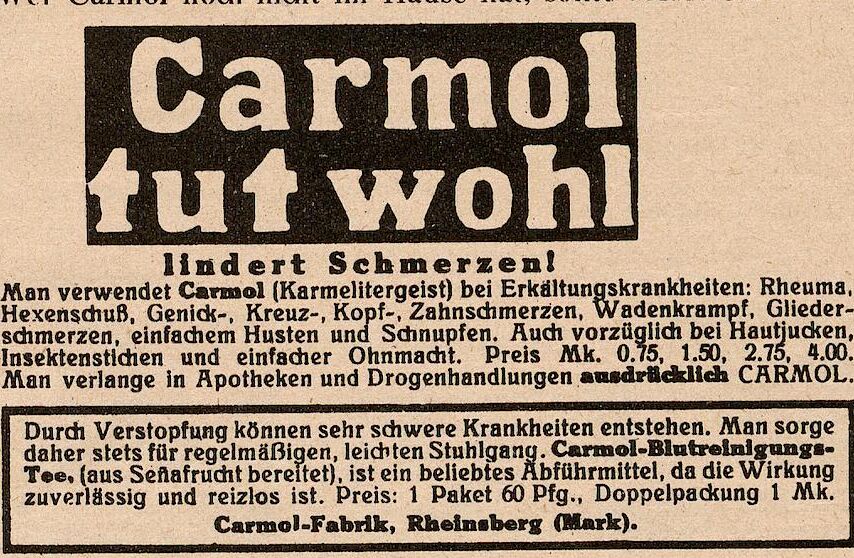 Carmol
tut wohl
lindert Schmerzen!
Man verwendet Carmol (Karmelitergeist) bei Erkältungskrankheiten: Rheuma,
Hexenschuß, Genick-, Kreuz-, Kopf-, Zahnschmerzen, Wadenkrampf, Glieder-
schmerzen, einfachem Husten und Schnupfen. Auch vorzüglich bei Hautjucken,
Insektenstichen und einfacher Ohnmacht. Preis Mk. 0.75, 1.50, 2.75, 4.00.
Man verlange in Apotheken und Drogenhandlungen ausdrücklich CARMOL.
Durch Verstopfung können sehr schwere Krankheiten entstehen. Man sorge
daher stets für regelmäßigen, leichten Stuhlgang. Carmol-Blutreinigungs-
Tee, (aus Señafrucht bereitet), ist ein beliebtes Abführmittel, da die Wirkung
zuverlässig und reizlos ist. Preis: 1 Paket 60 Pfg., Doppelpackung 1 Mk.
Carmol-Fabrik, Rheinsberg (Mark).